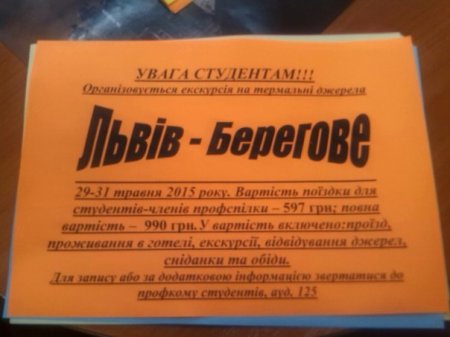 УВАГА СТУДЕНТАМ!!!
Організовується екскурсія на термальні джерела
Львів - Берегове
29-31 травня 2015 року. Вартість поїздки для
студентів-членів профспілки – 597 грн; повна
вартість – 990 грн. У вартість включено:проїзд,
проживання в готелі, екскурсії, відвідування джерел,
сніданки та обіди.
Для запису або за додатковою інформацією звертатися до
профкому студентів, ауд. 125